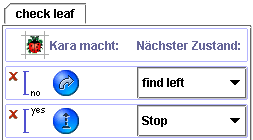 check leaf
Kara macht: Nächster Zustand:
no find left
yes Stop